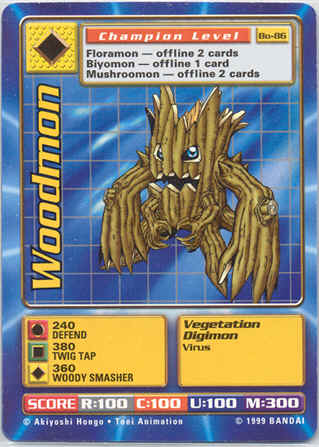 Champion Level
Bo-86
Floramon — offline 2 cards
Biyomon — offline 1 card
Mushroomon — offline 2 cards
Woodmon
240
DEFEND
380
TWIG TAP
360
WOODY SMASHER
Vegetation
Digimon
Virus
SCORE R:100 C:100 U:100 M:300
© Akiyoshi Hongo • Toei Animation © 1999 BANDAI